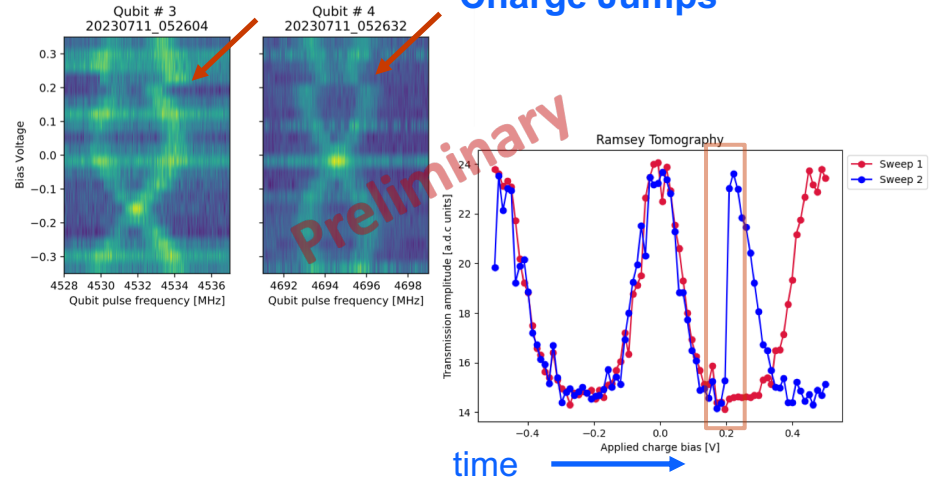 Charge Jumps
Qubit # 3
20230711_052604
Qubit # 4
20230711_052632
Bias Voltage
0.3
0.2
0.1
0.0
−0.1
−0.2
−0.3
4528 4530 4532 4534 4536
Qubit pulse frequency [MHz]
4692 4694 4696 4698
Qubit pulse frequency [MHz]
Preliminary
Ramsey Tomography
Sweep 1
Sweep 2
Transmission amplitude [a.d.c units]
24
22
20
18
16
14
−0.4 −0.2 0.0 0.2 0.4
Applied charge bias [V]
time